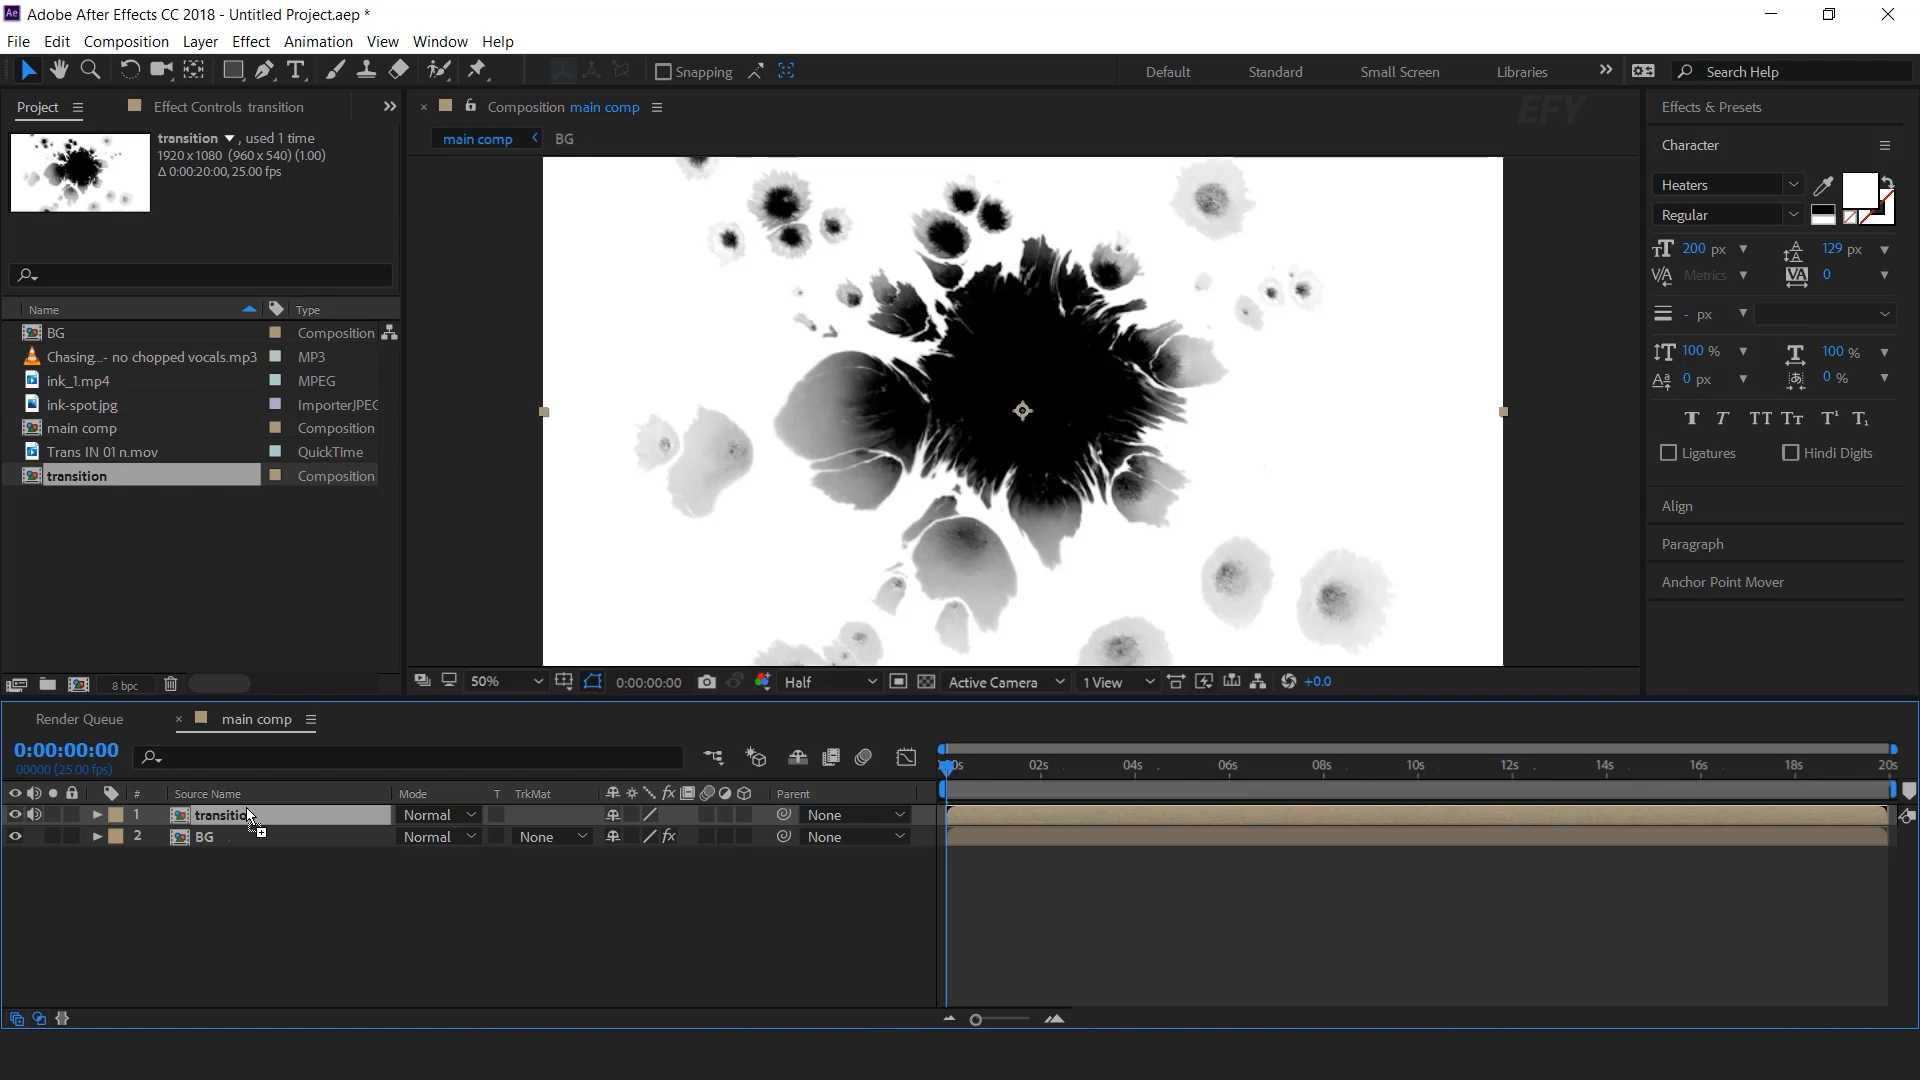 Ae Adobe After Effects CC 2018 - Untitled Project.aep *
File Edit Composition Layer Effect Animation View Window Help
Snapping Default Standard Small Screen Libraries Search Help
Project Effect Controls transition
Composition main comp
EFY
Effects & Presets
transition , used 1 time
1920 x 1080 (960 x 540) (1.00)
Δ 0:00:20:00, 25.00 fps
main comp BG
Character
Heaters
Regular
200 px 129 px
Metrics 0
- px
100 % 100 %
0 px 0 %
Ligatures Hindi Digits
Align
Paragraph
Anchor Point Mover
Name Type
BG Composition
Chasing...- no chopped vocals.mp3 MP3
ink_1.mp4 MPEG
ink-spot.jpg ImporterJPEG
main comp Composition
Trans IN 01 n.mov QuickTime
transition Composition
8 bpc
50% 0:00:00:00 Half Active Camera 1 View +0.0
Render Queue main comp
0:00:00:00
00000 (25.00 fps)
# Source Name Mode T TrkMat Parent
02s 04s 06s 08s 10s 12s 14s 16s 18s 20s
1 transitio Normal None
2 BG Normal None None